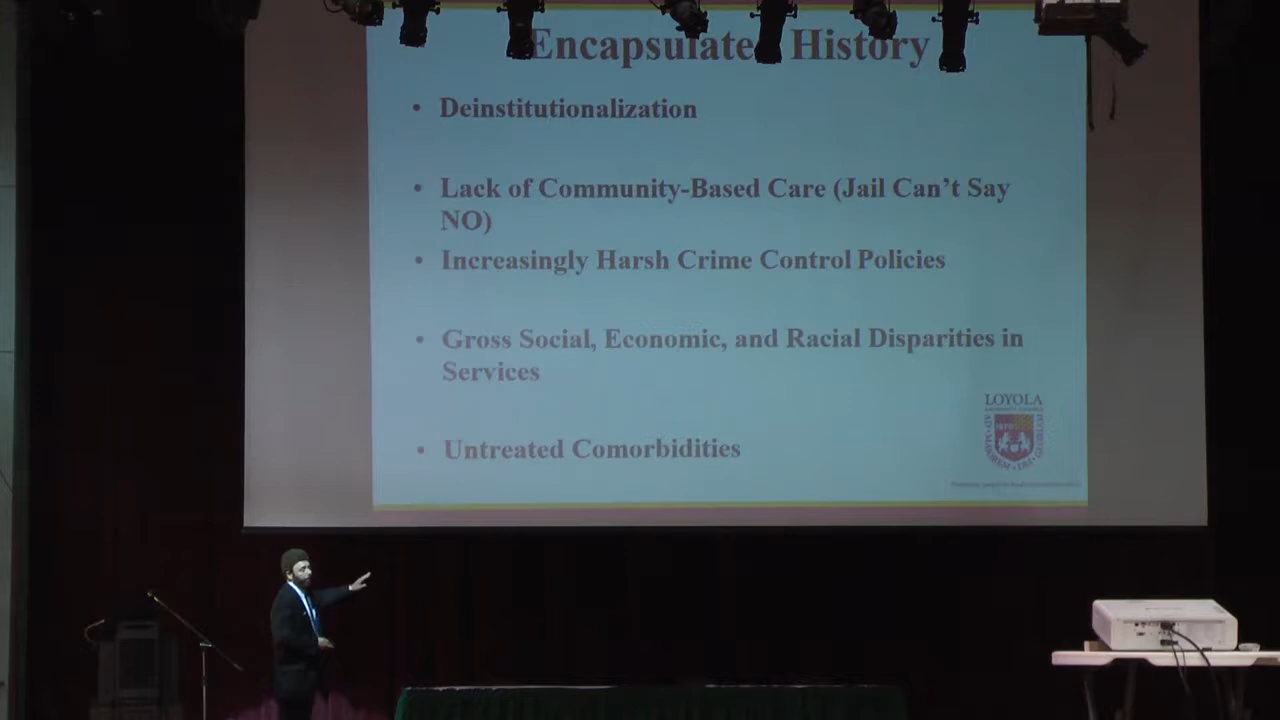 Encapsulate History
• Deinstitutionalization
• Lack of Community-Based Care (Jail Can’t Say
NO)
• Increasingly Harsh Crime Control Policies
• Gross Social, Economic, and Racial Disparities in
Services
• Untreated Comorbidities
LOYOLA